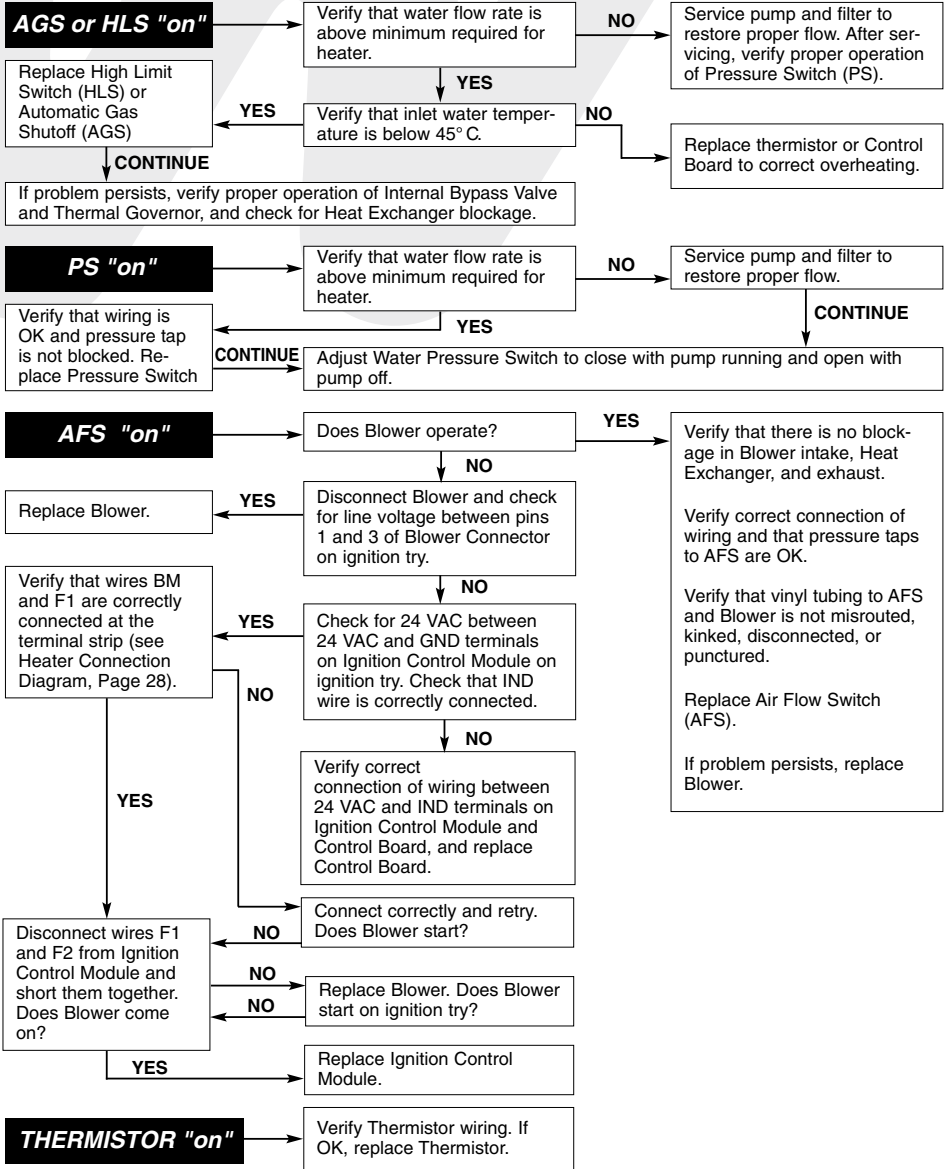 AGS or HLS "on"
Verify that water flow rate is
above minimum required for
heater.
NO
Service pump and filter to
restore proper flow. After ser-
vicing, verify proper operation
of Pressure Switch (PS).
YES
Replace High Limit
Switch (HLS) or
Automatic Gas
Shutoff (AGS)
YES
Verify that inlet water temper-
ature is below 45° C.
NO
Replace thermistor or Control
Board to correct overheating.
CONTINUE
If problem persists, verify proper operation of Internal Bypass Valve
and Thermal Governor, and check for Heat Exchanger blockage.
PS "on"
Verify that water flow rate is
above minimum required for
heater.
NO
Service pump and filter to
restore proper flow.
YES
CONTINUE
Verify that wiring is
OK and pressure tap
is not blocked. Re-
place Pressure Switch
CONTINUE
Adjust Water Pressure Switch to close with pump running and open with
pump off.
AFS "on"
Does Blower operate?
YES
Verify that there is no block-
age in Blower intake, Heat
Exchanger, and exhaust.
Verify correct connection of
wiring and that pressure taps
to AFS are OK.
Verify that vinyl tubing to AFS
and Blower is not misrouted,
kinked, disconnected, or
punctured.
Replace Air Flow Switch
(AFS).
If problem persists, replace
Blower.
NO
Replace Blower.
YES
Disconnect Blower and check
for line voltage between pins
1 and 3 of Blower Connector
on ignition try.
NO
Verify that wires BM
and F1 are correctly
connected at the
terminal strip (see
Heater Connection
Diagram, Page 28).
YES
Check for 24 VAC between
24 VAC and GND terminals
on Ignition Control Module on
ignition try. Check that IND
wire is correctly connected.
NO
NO
Verify correct
connection of wiring between
24 VAC and IND terminals on
Ignition Control Module and
Control Board, and replace
Control Board.
YES
Connect correctly and retry.
Does Blower start?
NO
Disconnect wires F1
and F2 from Ignition
Control Module and
short them together.
Does Blower come
on?
NO
Replace Blower. Does Blower
start on ignition try?
NO
YES
Replace Ignition Control
Module.
THERMISTOR "on"
Verify Thermistor wiring. If
OK, replace Thermistor.